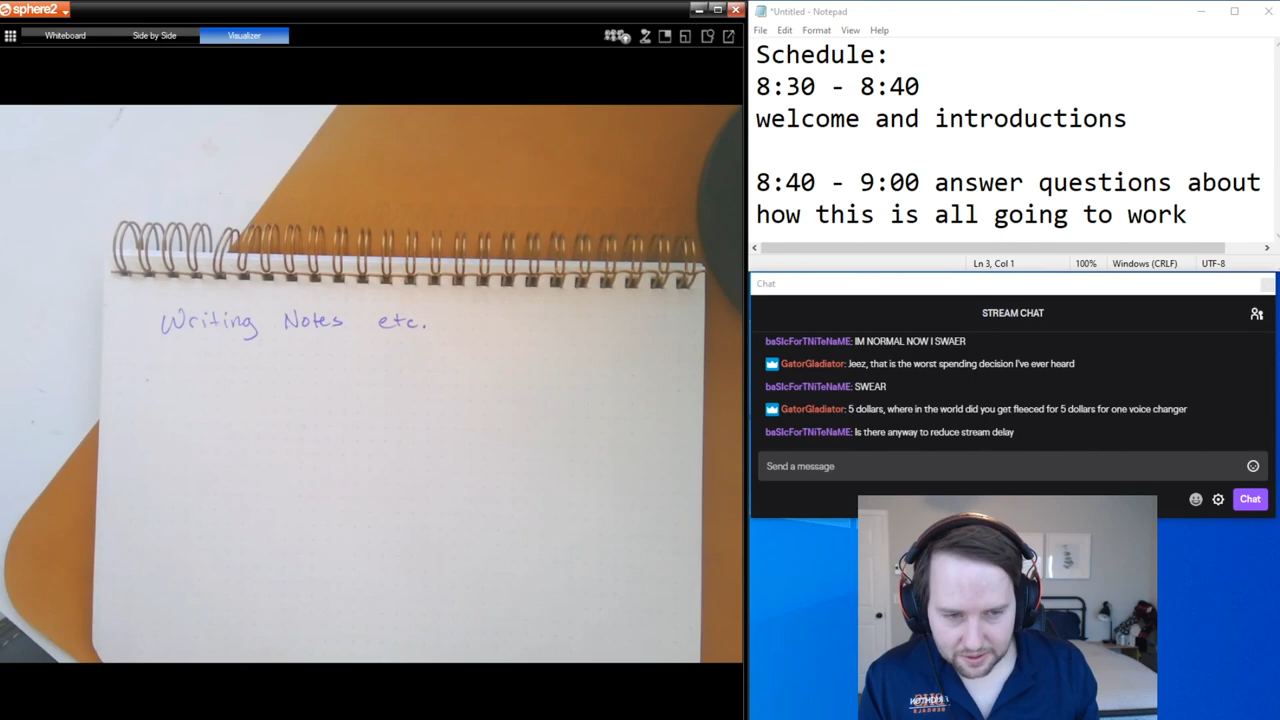 sphere2
Whiteboard
Side by Side
Visualizer
Writing Notes etc.
*Untitled - Notepad
File Edit Format View Help
Schedule:
8:30 - 8:40
welcome and introductions
8:40 - 9:00 answer questions about
how this is all going to work
Ln 3, Col 1
100%
Windows (CRLF)
UTF-8
Chat
STREAM CHAT
baSIcForTNiTeNaME: IM NORMAL NOW I SWAER
GatorGladiator: Jeez, that is the worst spending decision I've ever heard
baSIcForTNiTeNaME: SWEAR
GatorGladiator: 5 dollars, where in the world did you get fleeced for 5 dollars for one voice changer
baSIcForTNiTeNaME: Is there anyway to reduce stream delay
Send a message
Chat